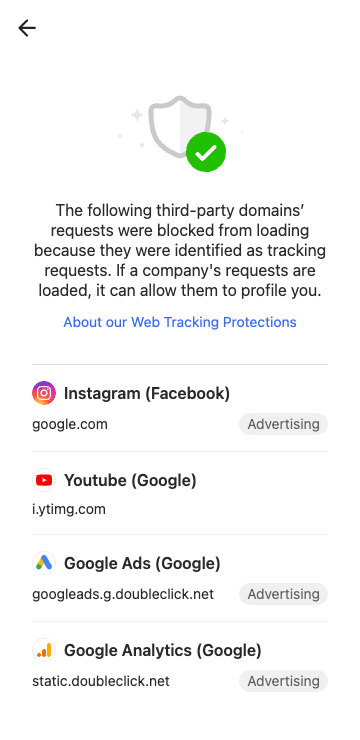 The following third-party domains’
requests were blocked from loading
because they were identified as tracking
requests. If a company's requests are
loaded, it can allow them to profile you.
About our Web Tracking Protections
Instagram (Facebook)
google.com Advertising
Youtube (Google)
i.ytimg.com
Google Ads (Google)
googleads.g.doubleclick.net Advertising
Google Analytics (Google)
static.doubleclick.net Advertising